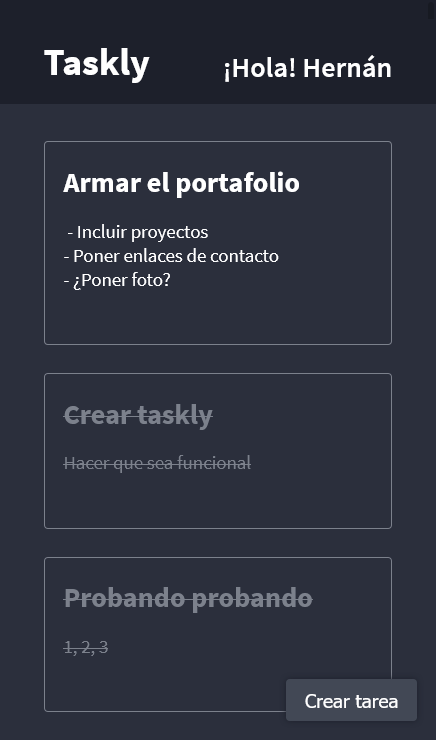 Taskly
¡Hola! Hernán
Armar el portafolio
- Incluir proyectos
- Poner enlaces de contacto
- ¿Poner foto?
Crear taskly
Hacer que sea funcional
Probando probando
1, 2, 3
Crear tarea